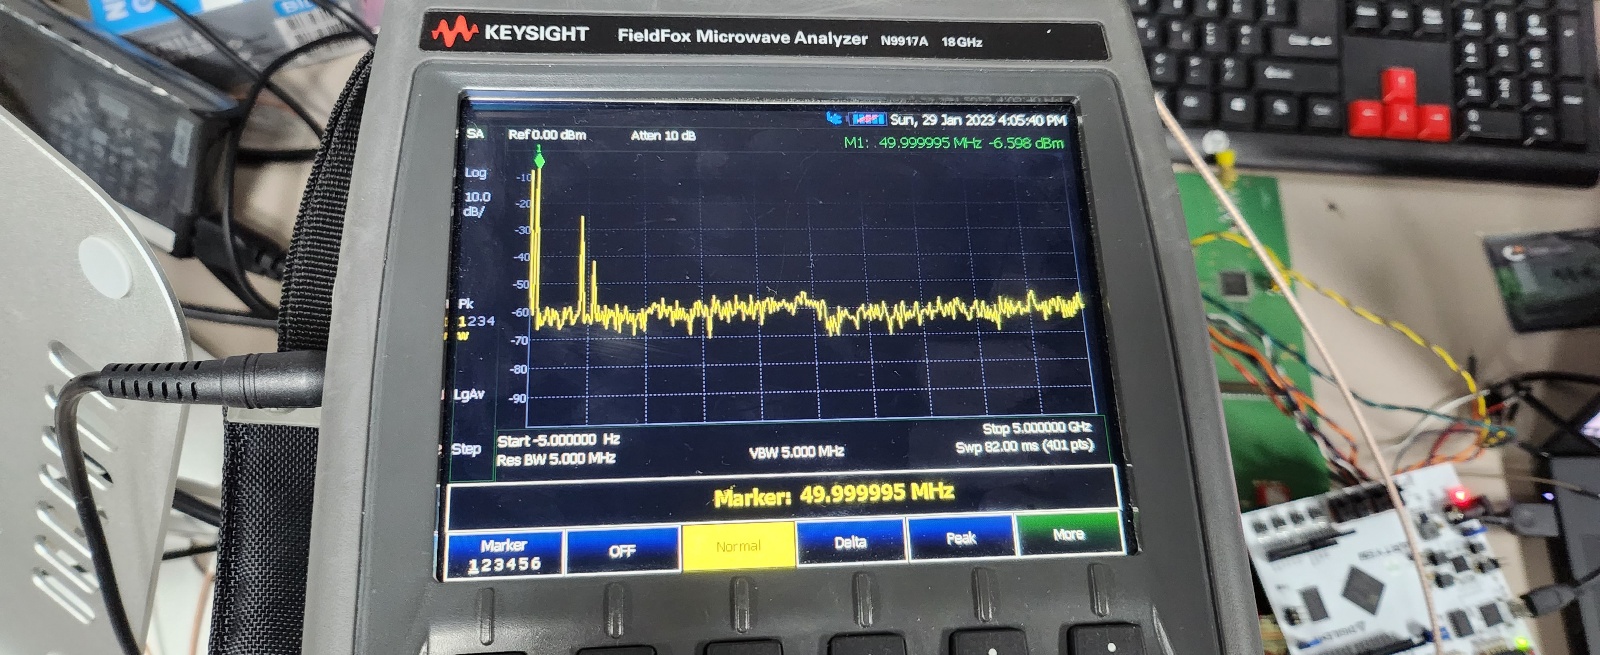 KEYSIGHT FieldFox Microwave Analyzer N9917A 18GHz
Sun, 29 Jan 2023 4:05:40 PM
SA Ref 0.00 dBm Atten 10 dB
M1: 49.999995 MHz -6.598 dBm
1
Log
10.0
dB/
-10
-20
-30
-40
-50
-60
-70
-80
-90
Pk
1234
W
LgAv
Step
Start -5.000000 Hz
Stop 5.000000 GHz
Res BW 5.000 MHz
VBW 5.000 MHz
Swp 82.00 ms (401 pts)
Marker: 49.999995 MHz
Marker
123456
OFF
Normal
Delta
Peak
More